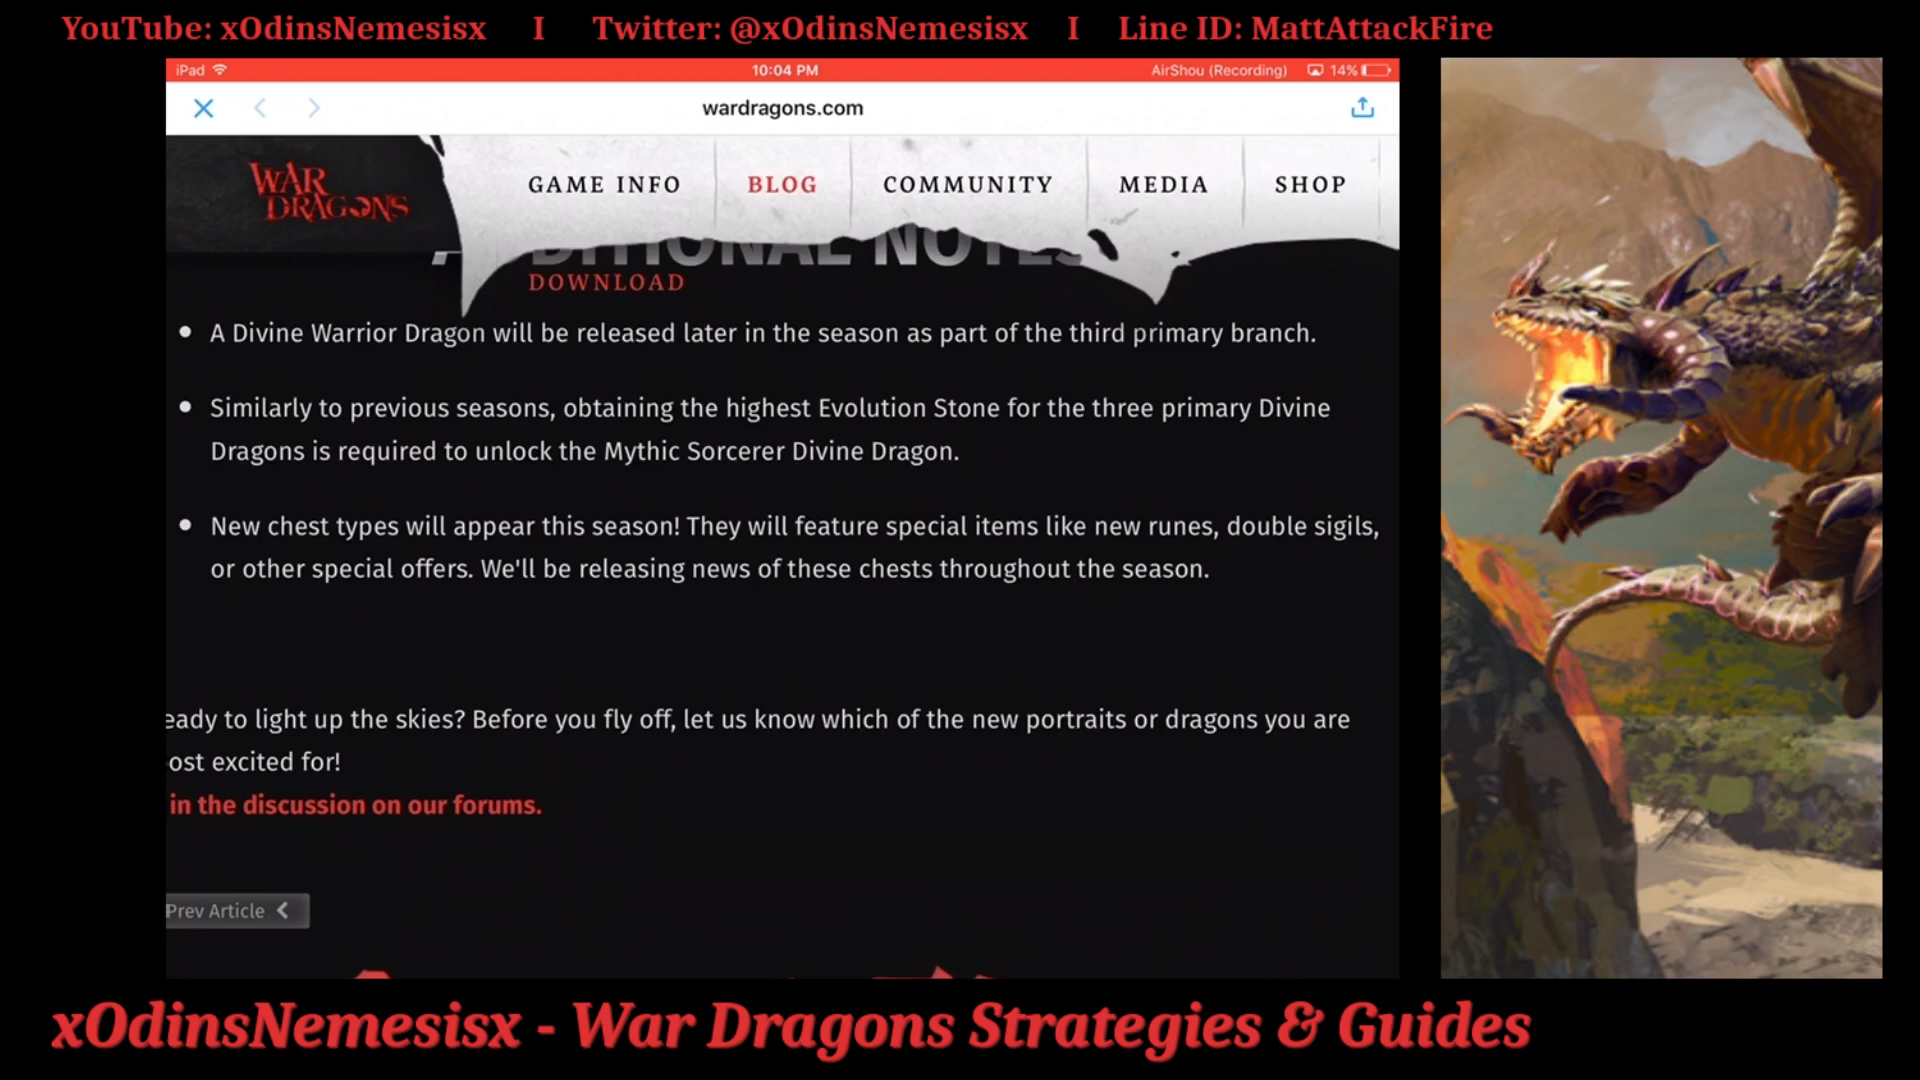 YouTube: xOdinsNemesisx I Twitter: @xOdinsNemesisx I Line ID: MattAttackFire
iPad 10:04 PM AirShou (Recording) 14%
wardragons.com
WAR DRAGONS
GAME INFO BLOG COMMUNITY MEDIA SHOP
DITIONAL NOTES
DOWNLOAD
• A Divine Warrior Dragon will be released later in the season as part of the third primary branch.
• Similarly to previous seasons, obtaining the highest Evolution Stone for the three primary Divine
Dragons is required to unlock the Mythic Sorcerer Divine Dragon.
• New chest types will appear this season! They will feature special items like new runes, double sigils,
or other special offers. We'll be releasing news of these chests throughout the season.
eady to light up the skies? Before you fly off, let us know which of the new portraits or dragons you are
ost excited for!
in the discussion on our forums.
Prev Article
xOdinsNemesisx - War Dragons Strategies & Guides